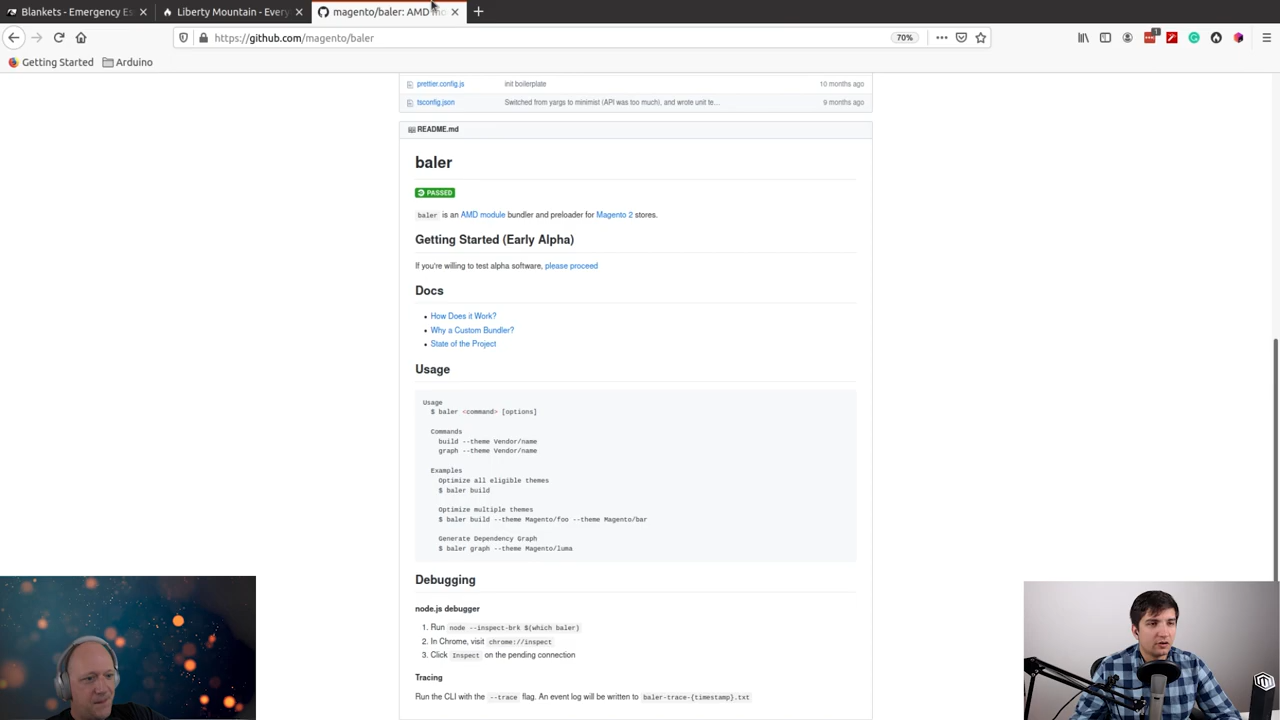 Blankets - Emergency Es
Liberty Mountain - Every
magento/baler: AMD mo
https://github.com/magento/baler
70%
1
Getting Started
Arduino
prettier.config.js init boilerplate 10 months ago
tsconfig.json Switched from yargs to minimist (API was too much), and wrote unit te… 9 months ago
README.md
baler
PASSED
baler is an AMD module bundler and preloader for Magento 2 stores.
Getting Started (Early Alpha)
If you're willing to test alpha software, please proceed
Docs
• How Does it Work?
• Why a Custom Bundler?
• State of the Project
Usage
Usage
$ baler <command> [options]
Commands
build --theme Vendor/name
graph --theme Vendor/name
Examples
Optimize all eligible themes
$ baler build
Optimize multiple themes
$ baler build --theme Magento/foo --theme Magento/bar
Generate Dependency Graph
$ baler graph --theme Magento/luma
Debugging
node.js debugger
1. Run node --inspect-brk $(which baler)
2. In Chrome, visit chrome://inspect
3. Click Inspect on the pending connection
Tracing
Run the CLI with the --trace flag. An event log will be written to baler-trace-{timestamp}.txt